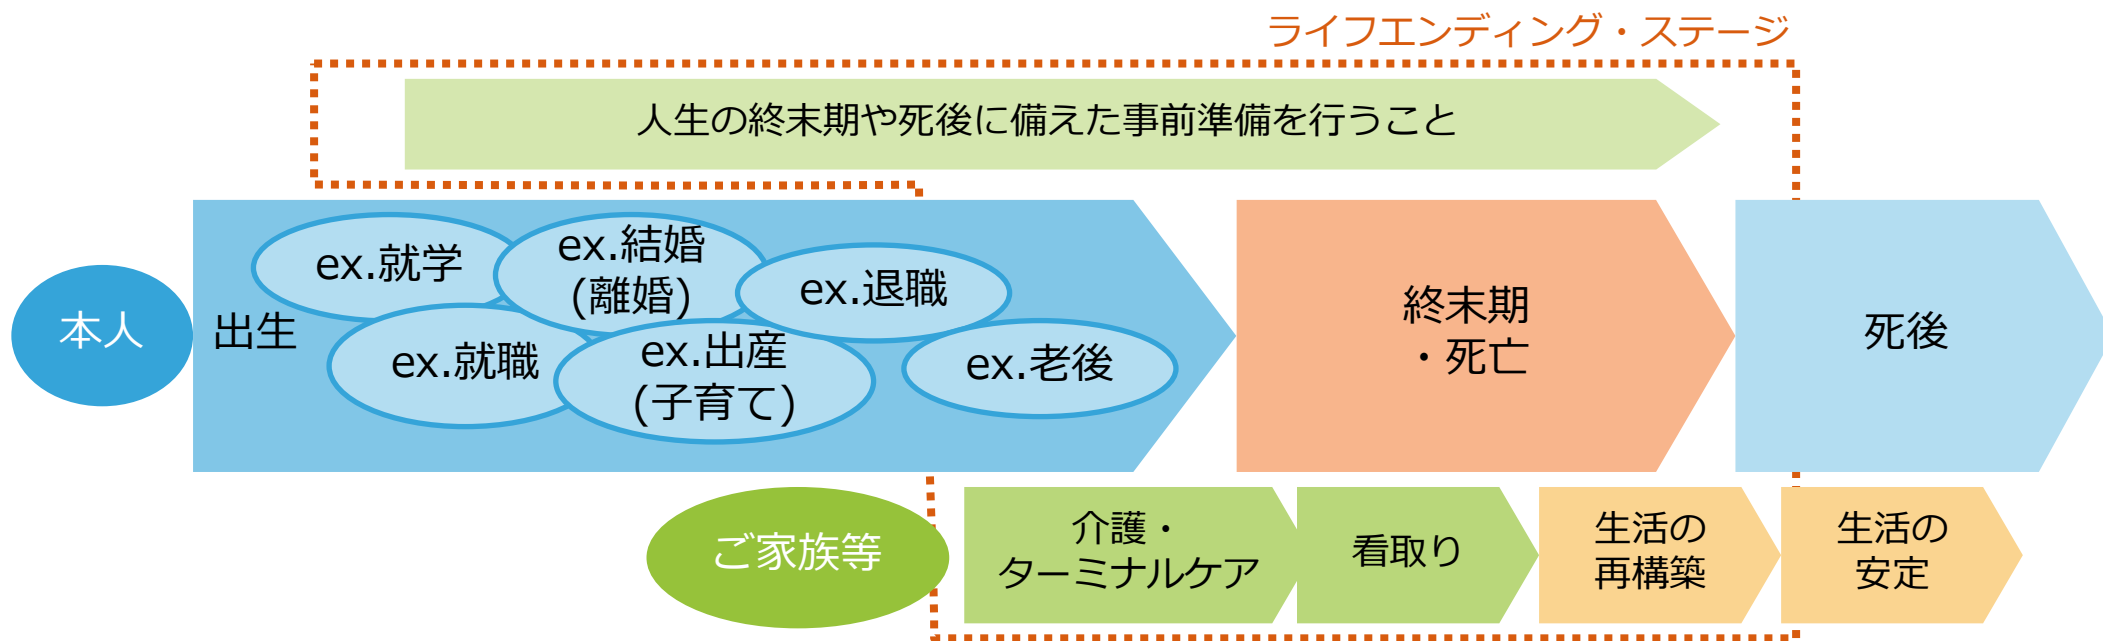 ライフエンディング・ステージ
人生の終末期や死後に備えた事前準備を行うこと
本人
出生
ex.就学
ex.就職
ex.結婚
(離婚)
ex.出産
(子育て)
ex.退職
ex.老後
終末期
・死亡
死後
ご家族等
介護・
ターミナルケア
看取り
生活の
再構築
生活の
安定